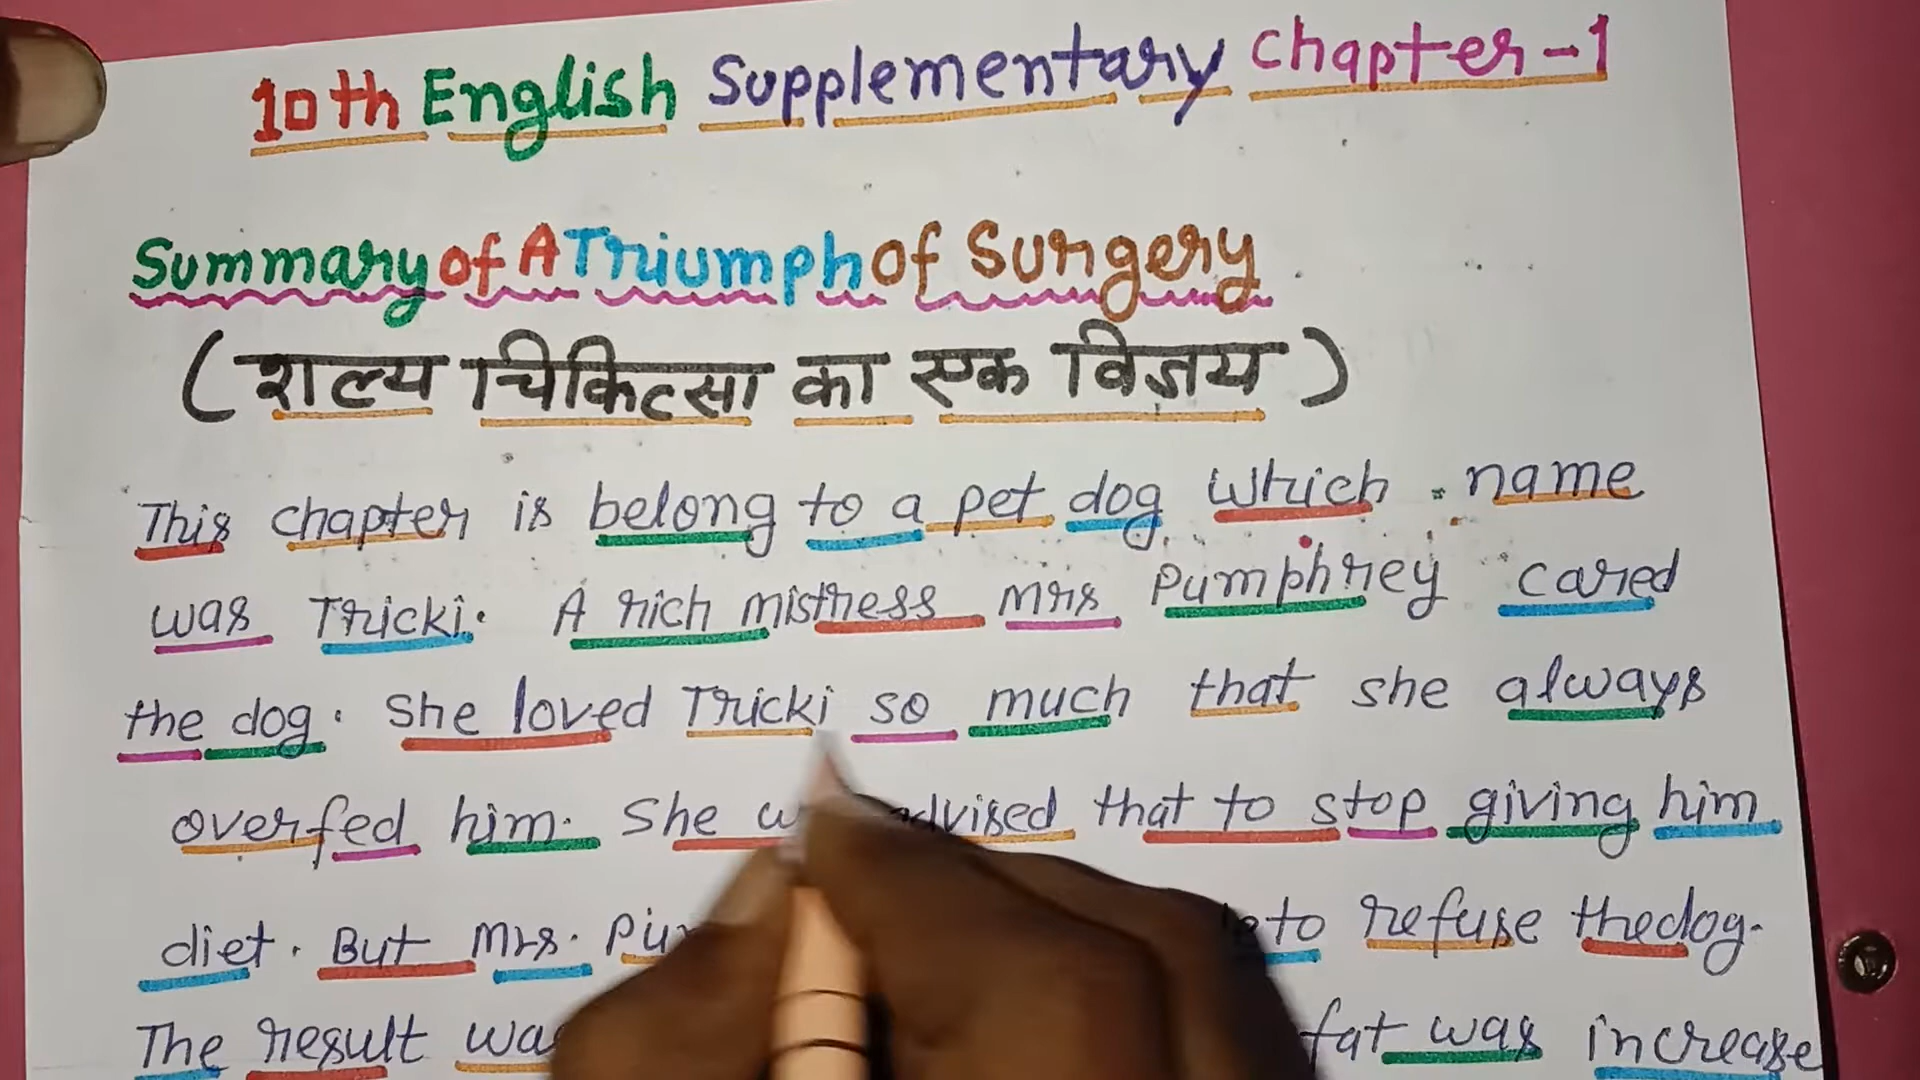 10th English Supplementary Chapter-1
Summary of A Triumph of Surgery
(शल्य चिकित्सा का एक विजय)
This chapter is belong to a pet dog which name
was Tricki. A rich mistress Mrs Pumphrey cared
the dog. She loved Tricki so much that she always
overfed him. She advised that to stop giving him
diet. But Mrs. to refuse the dog.
The result fat was increase